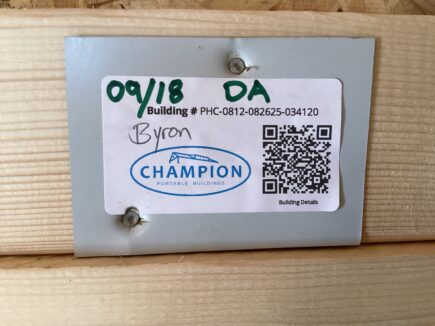 09/18 DA
Building # PHC-0812-082625-034120
Byron
CHAMPION
PORTABLE BUILDINGS
Building Details